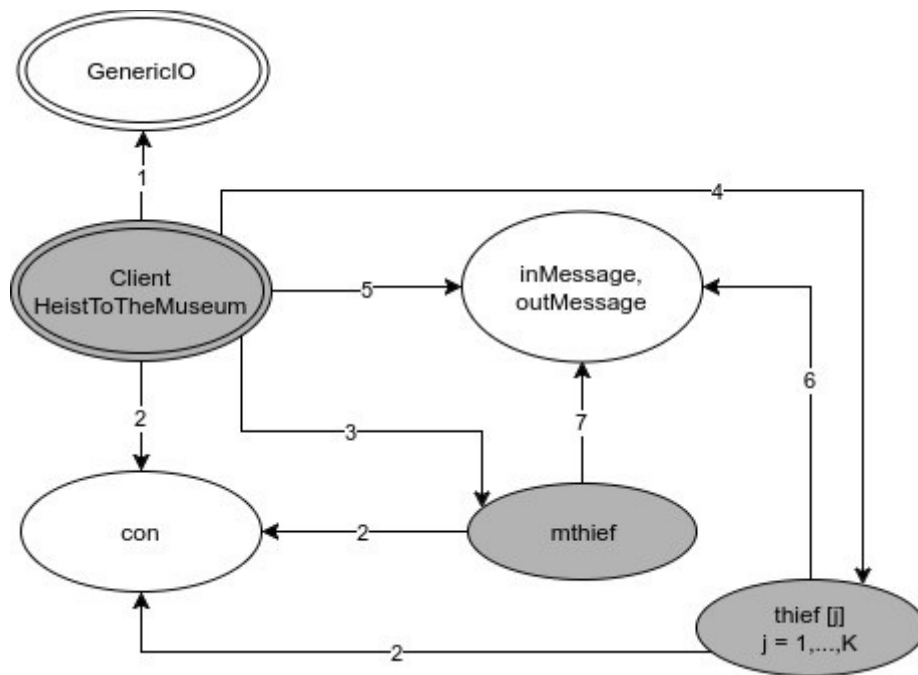 GenericIO
1
4
Client
HeistToTheMuseum
5
inMessage,
outMessage
6
2
3
7
con
2
mthief
thief [j]
j = 1,...,K
2